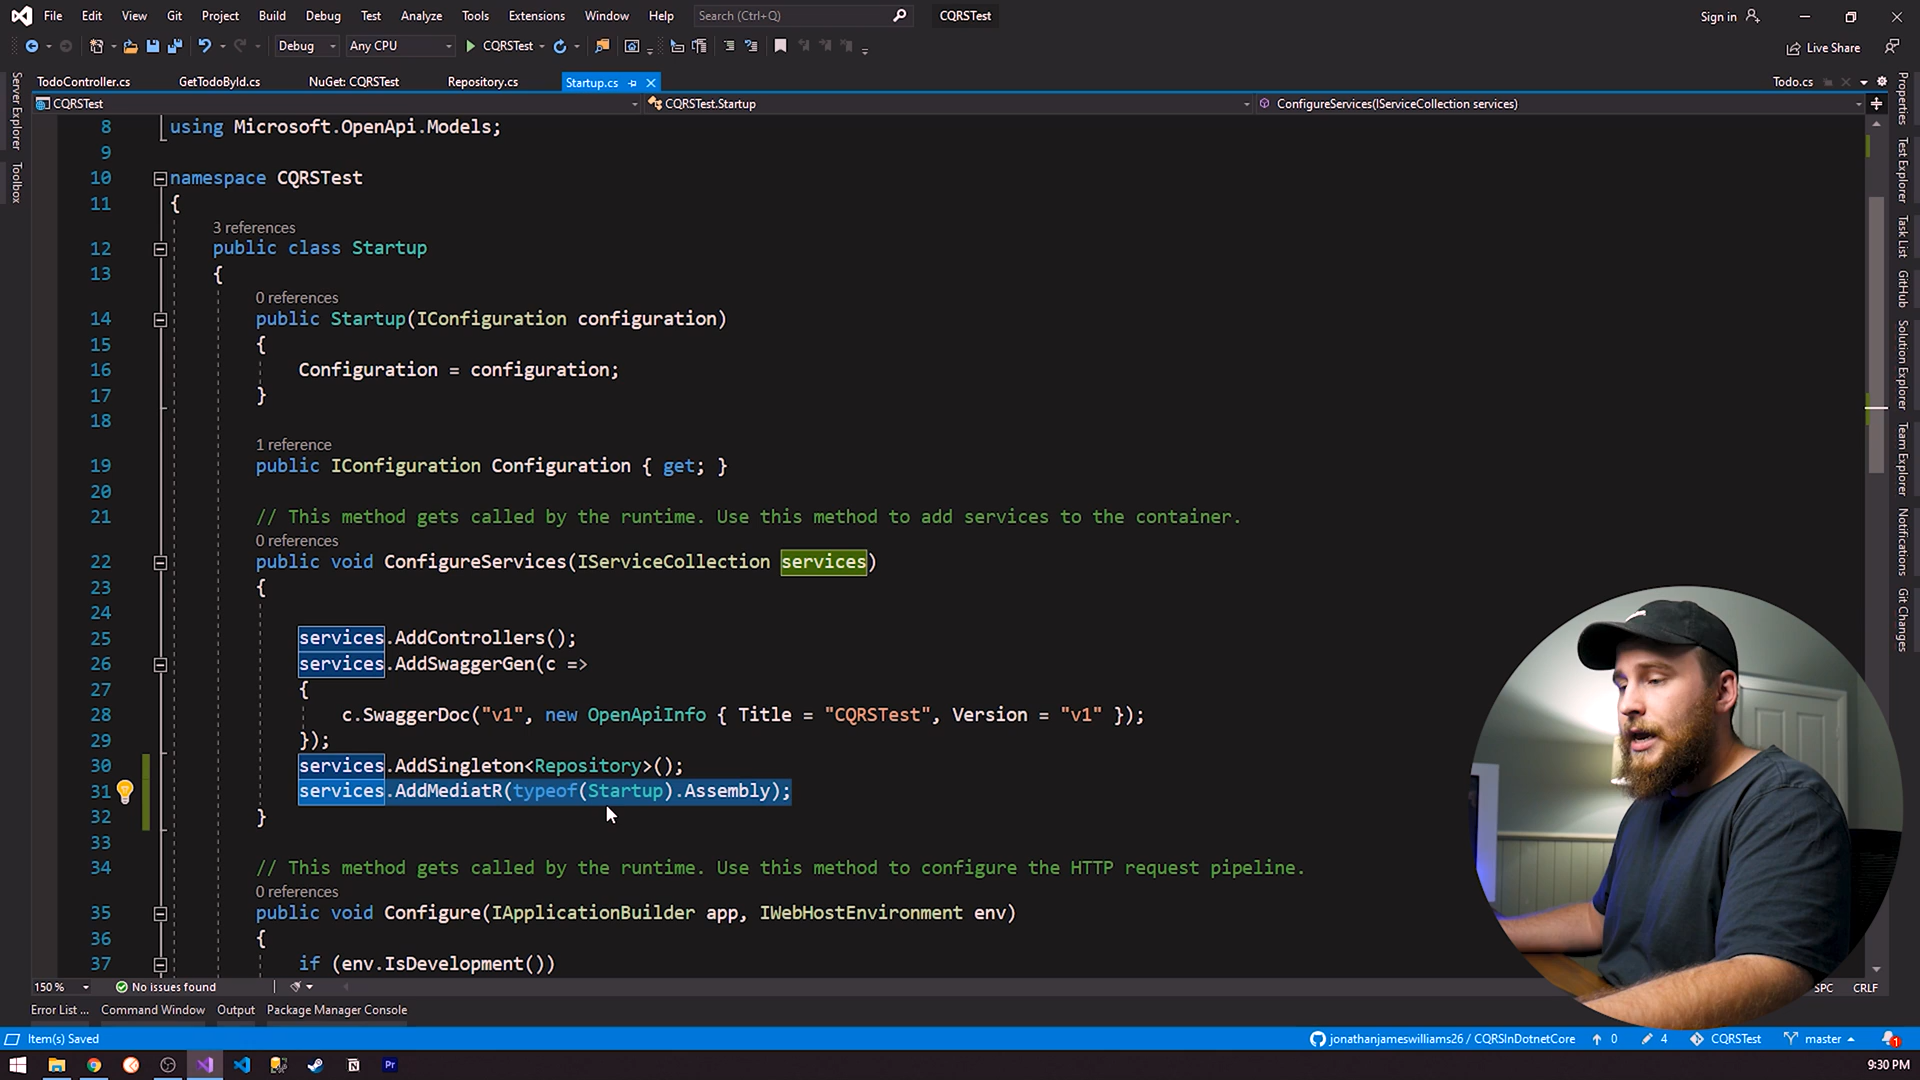 File Edit View Git Project Build Debug Test Analyze Tools Extensions Window Help Search (Ctrl+Q) CQRSTest Sign in
Debug Any CPU CQRSTest Live Share
TodoController.cs GetTodoById.cs NuGet: CQRSTest Repository.cs Startup.cs Todo.cs
CQRSTest CQRSTest.Startup ConfigureServices(IServiceCollection services)
Server Explorer
Toolbox
8 using Microsoft.OpenApi.Models;
9
10 namespace CQRSTest
11 {
3 references
12 public class Startup
13 {
0 references
14 public Startup(IConfiguration configuration)
15 {
16 Configuration = configuration;
17 }
18
1 reference
19 public IConfiguration Configuration { get; }
20
21 // This method gets called by the runtime. Use this method to add services to the container.
0 references
22 public void ConfigureServices(IServiceCollection services)
23 {
24
25 services.AddControllers();
26 services.AddSwaggerGen(c =>
27 {
28 c.SwaggerDoc("v1", new OpenApiInfo { Title = "CQRSTest", Version = "v1" });
29 });
30 services.AddSingleton<Repository>();
31 services.AddMediatR(typeof(Startup).Assembly);
32 }
33
34 // This method gets called by the runtime. Use this method to configure the HTTP request pipeline.
0 references
35 public void Configure(IApplicationBuilder app, IWebHostEnvironment env)
36 {
37 if (env.IsDevelopment())
Properties
Test Explorer
Task List
GitHub
Solution Explorer
Team Explorer
Notifications
Git Changes
150 % No issues found SPC CRLF
Error List ... Command Window Output Package Manager Console
Item(s) Saved jonathanjameswilliams26 / CQRSInDotnetCore 0 4 CQRSTest master 1
Pr 9:30 PM